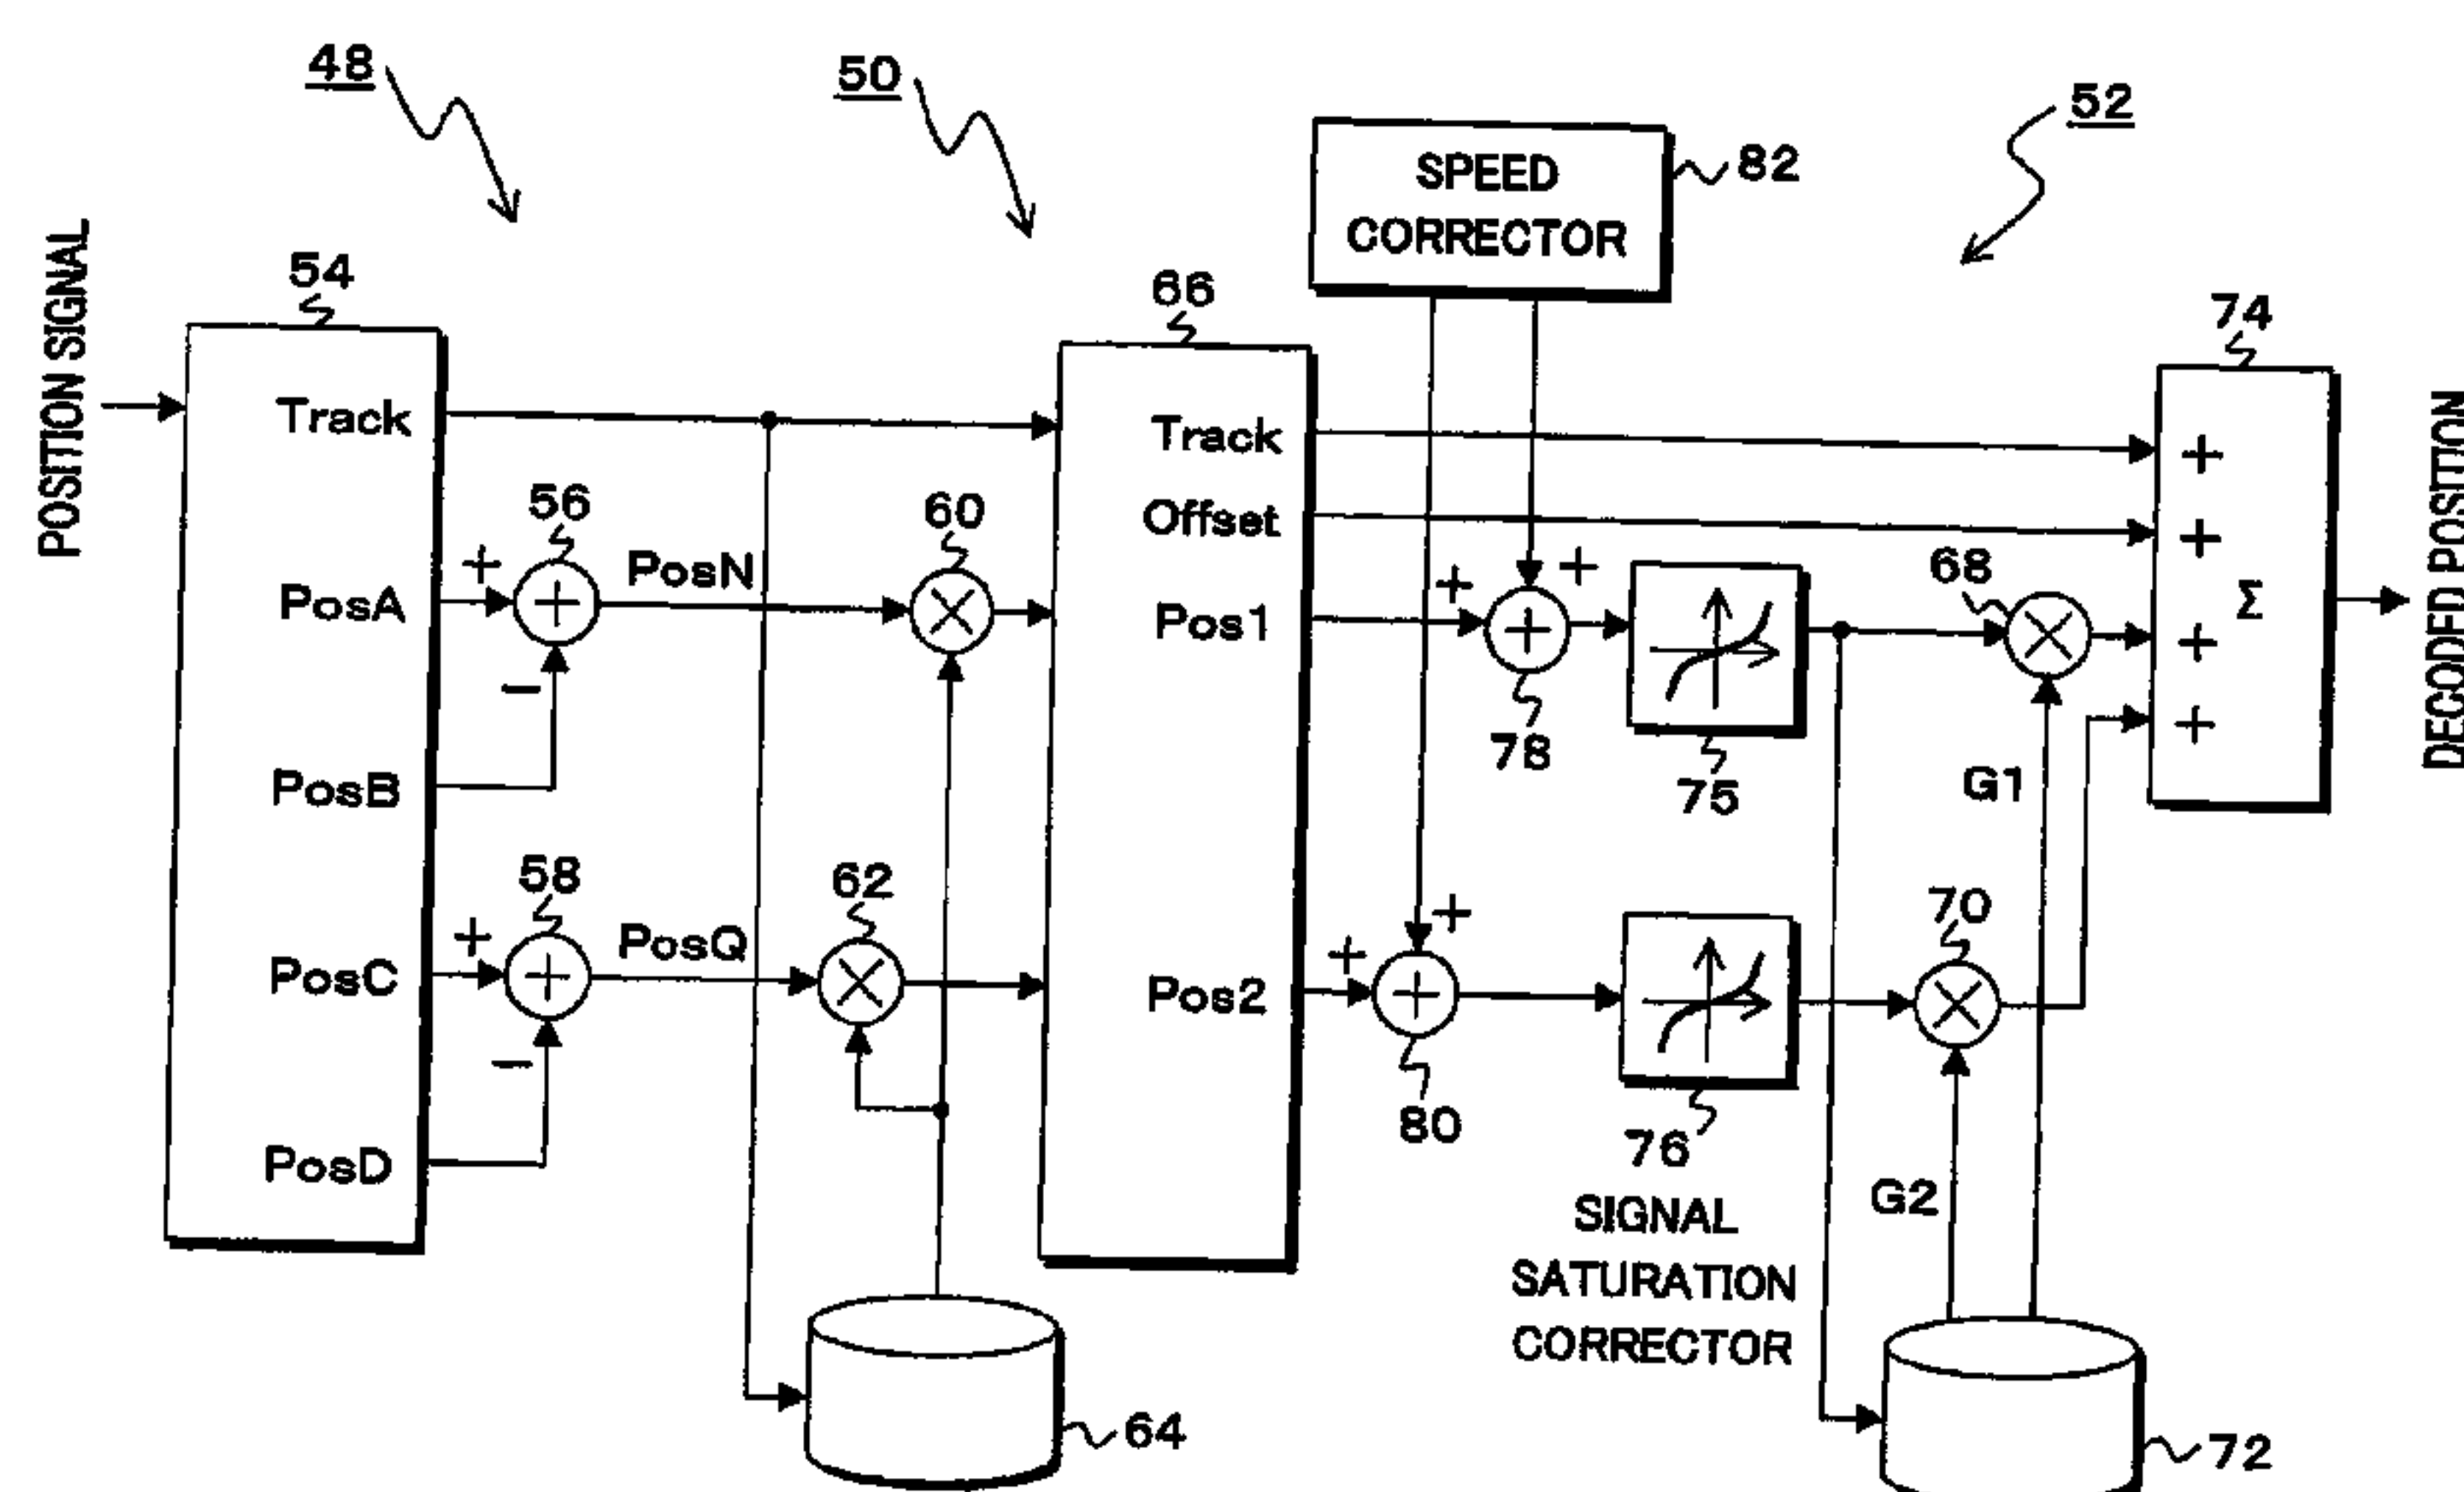 48
50
52
SPEED
CORRECTOR
82
POSITION SIGNAL
54
66
74
Track
Track
+
DECODED POSITION
56
60
Offset
+
+
PosN
+
+
68
PosA
+
×
Pos1
+
Σ
×
+
−
78
75
G1
+
PosB
58
62
70
+
PosQ
+
+
PosC
+
×
Pos2
+
×
−
80
76
PosD
G2
SIGNAL
SATURATION
CORRECTOR
64
72